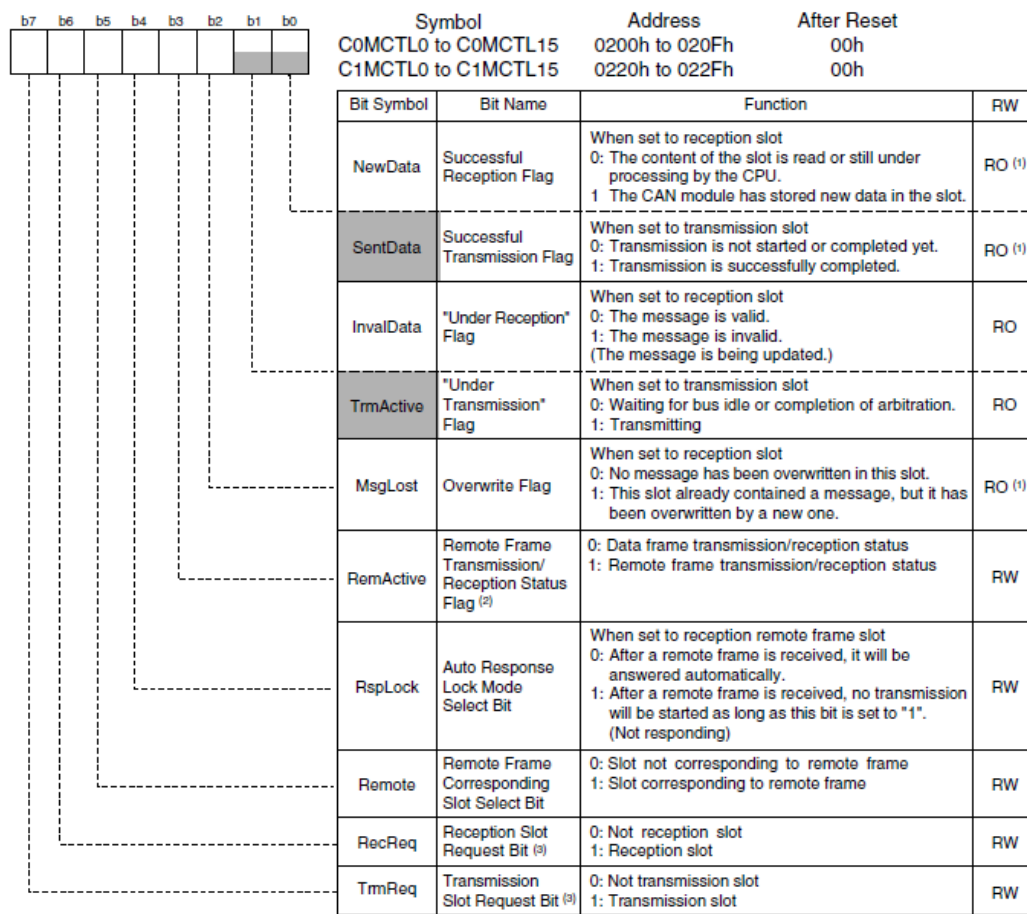 b7 b6 b5 b4 b3 b2 b1 b0
Symbol Address After Reset
C0MCTL0 to C0MCTL15 0200h to 020Fh 00h
C1MCTL0 to C1MCTL15 0220h to 022Fh 00h
Bit Symbol Bit Name Function RW
NewData
Successful
Reception Flag
When set to reception slot
0: The content of the slot is read or still under
processing by the CPU.
1 The CAN module has stored new data in the slot.
RO (1)
SentData
Successful
Transmission Flag
When set to transmission slot
0: Transmission is not started or completed yet.
1: Transmission is successfully completed.
RO (1)
InvalData
"Under Reception"
Flag
When set to reception slot
0: The message is valid.
1: The message is invalid.
(The message is being updated.)
RO
TrmActive
"Under
Transmission"
Flag
When set to transmission slot
0: Waiting for bus idle or completion of arbitration.
1: Transmitting
RO
MsgLost
Overwrite Flag
When set to reception slot
0: No message has been overwritten in this slot.
1: This slot already contained a message, but it has
been overwritten by a new one.
RO (1)
RemActive
Remote Frame
Transmission/
Reception Status
Flag (2)
0: Data frame transmission/reception status
1: Remote frame transmission/reception status
RW
RspLock
Auto Response
Lock Mode
Select Bit
When set to reception remote frame slot
0: After a remote frame is received, it will be
answered automatically.
1: After a remote frame is received, no transmission
will be started as long as this bit is set to "1".
(Not responding)
RW
Remote
Remote Frame
Corresponding
Slot Select Bit
0: Slot not corresponding to remote frame
1: Slot corresponding to remote frame
RW
RecReq
Reception Slot
Request Bit (3)
0: Not reception slot
1: Reception slot
RW
TrmReq
Transmission
Slot Request Bit (3)
0: Not transmission slot
1: Transmission slot
RW